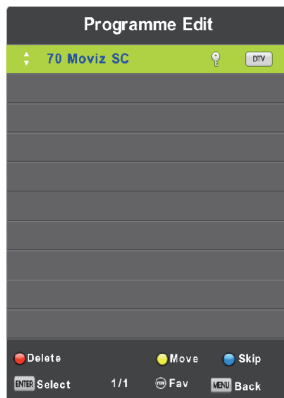 Programme Edit
70 Moviz SC DTV
Delete Move Skip
ENTER Select 1/1 FAV Fav MENU Back